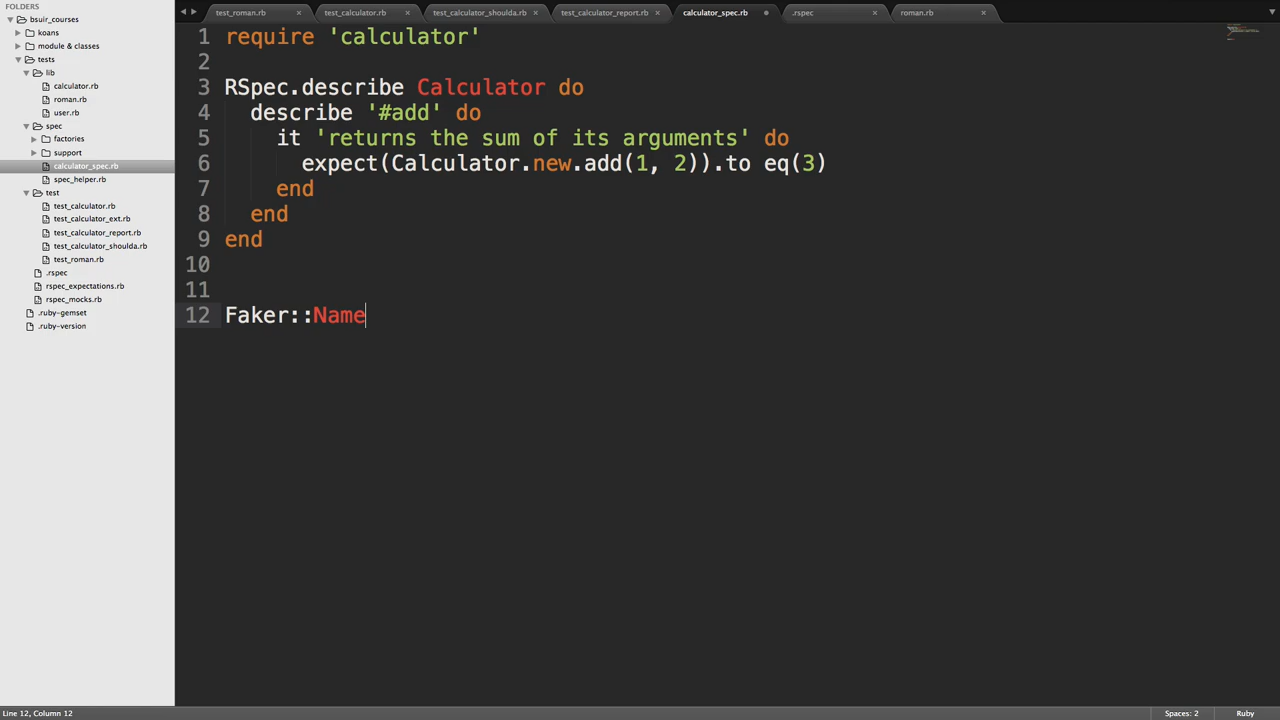 FOLDERS
bsuir_courses
koans
module & classes
tests
lib
calculator.rb
roman.rb
user.rb
spec
factories
support
calculator_spec.rb
spec_helper.rb
test
test_calculator.rb
test_calculator_ext.rb
test_calculator_report.rb
test_calculator_shoulda.rb
test_roman.rb
.rspec
rspec_expectations.rb
rspec_mocks.rb
.ruby-gemset
.ruby-version
test_roman.rb test_calculator.rb test_calculator_shoulda.rb test_calculator_report.rb calculator_spec.rb .rspec roman.rb
1 require 'calculator'
2
3 RSpec.describe Calculator do
4 describe '#add' do
5 it 'returns the sum of its arguments' do
6 expect(Calculator.new.add(1, 2)).to eq(3)
7 end
8 end
9 end
10
11
12 Faker::Name
Line 12, Column 12 Spaces: 2 Ruby